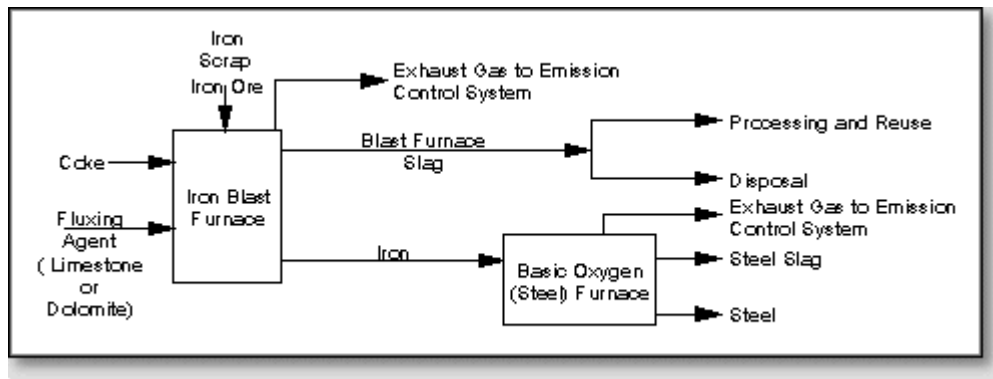 Iron
Scrap
Iron Ore
Exhaust Gas to Emission
Control System
Coke
Fluxing
Agent
( Limestone
or
Dolomite)
Iron Blast
Furnace
Blast Furnace
Slag
Processing and Reuse
Disposal
Iron
Basic Oxygen
(Steel) Furnace
Exhaust Gas to Emission
Control System
Steel Slag
Steel